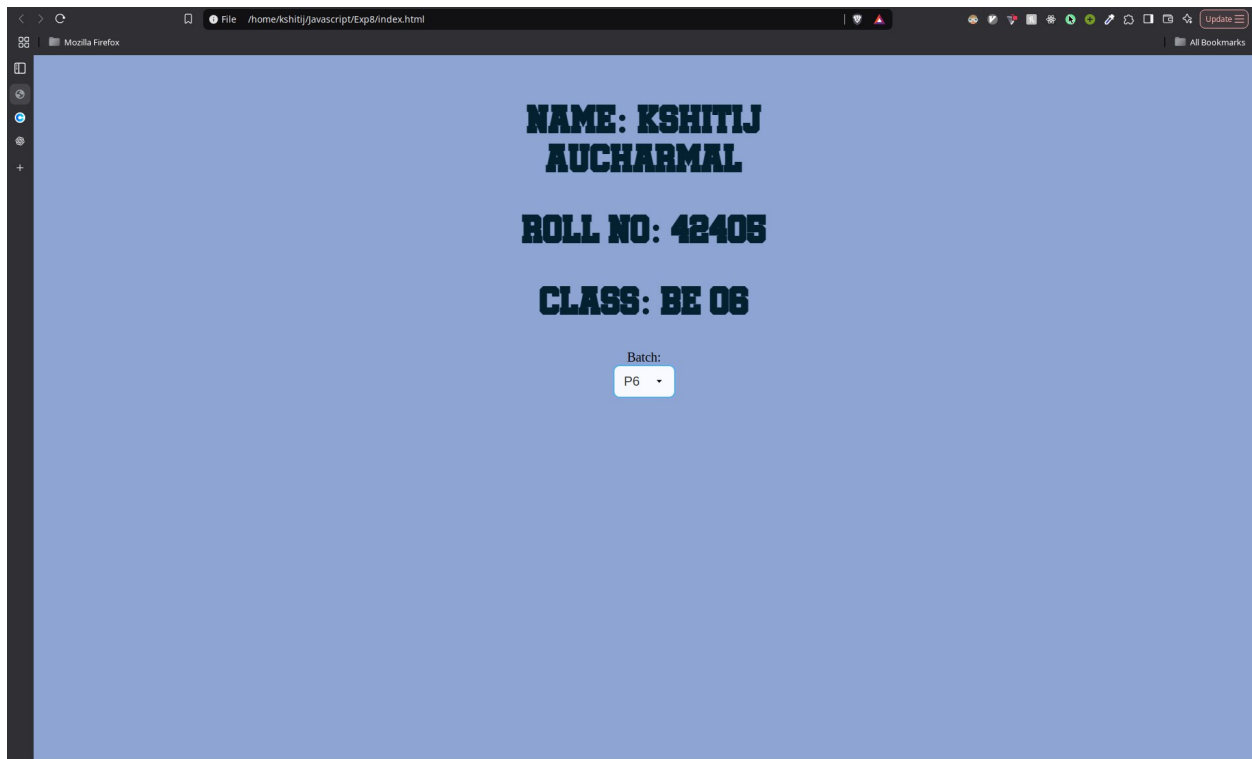 File /home/kshitij/Javascript/Exp8/index.html
Update
Mozilla Firefox
All Bookmarks
NAME: KSHITIJ
AUCHARMAL
ROLL NO: 42405
CLASS: BE 06
Batch:
P6